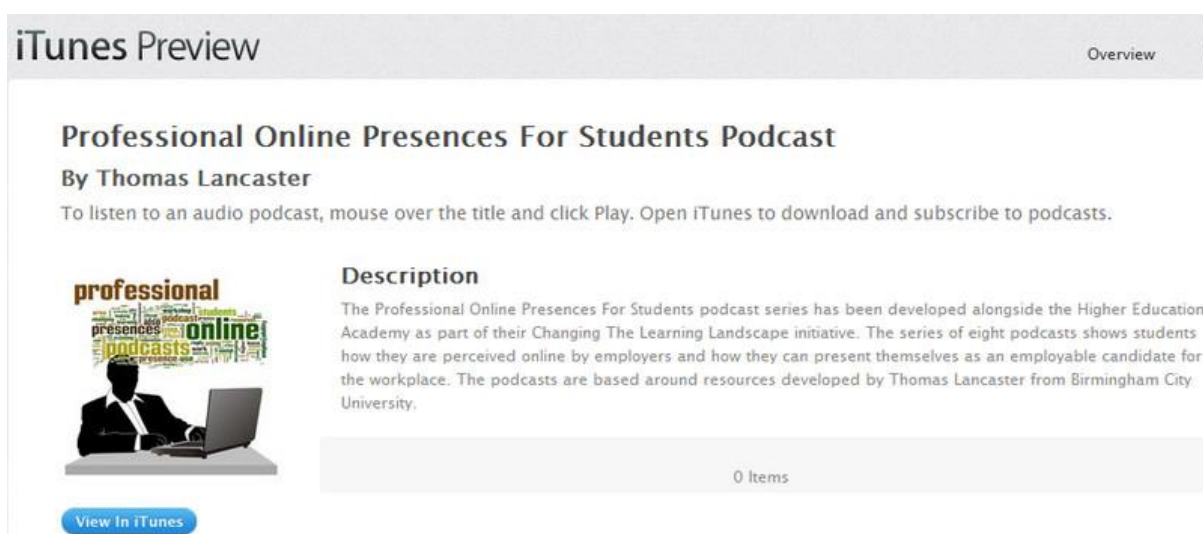 iTunes Preview
Overview
Professional Online Presences For Students Podcast
By Thomas Lancaster
To listen to an audio podcast, mouse over the title and click Play. Open iTunes to download and subscribe to podcasts.
professional
students
podcast
presences
online
podcasts
Description
The Professional Online Presences For Students podcast series has been developed alongside the Higher Education
Academy as part of their Changing The Learning Landscape initiative. The series of eight podcasts shows students
how they are perceived online by employers and how they can present themselves as an employable candidate for
the workplace. The podcasts are based around resources developed by Thomas Lancaster from Birmingham City
University.
0 Items
View In iTunes